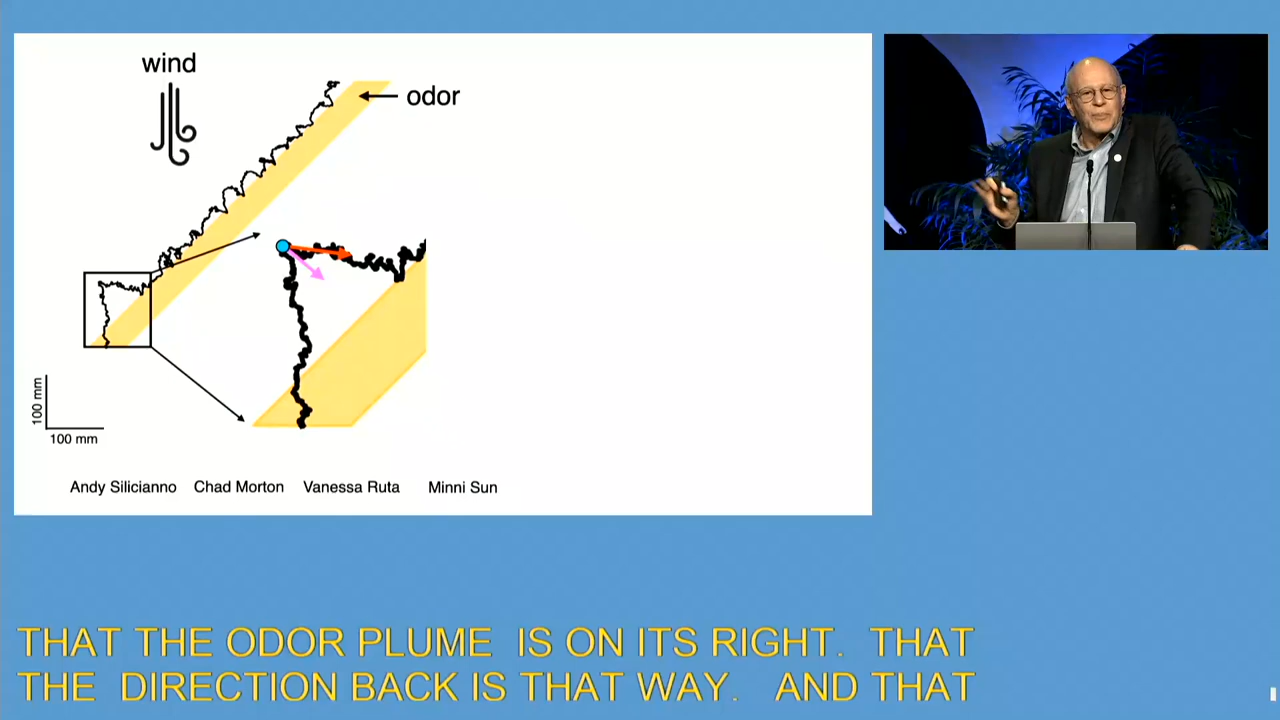 wind
odor
100 mm
100 mm
Andy Silicianno Chad Morton Vanessa Ruta Minni Sun
THAT THE ODOR PLUME IS ON ITS RIGHT. THAT
THE DIRECTION BACK IS THAT WAY. AND THAT